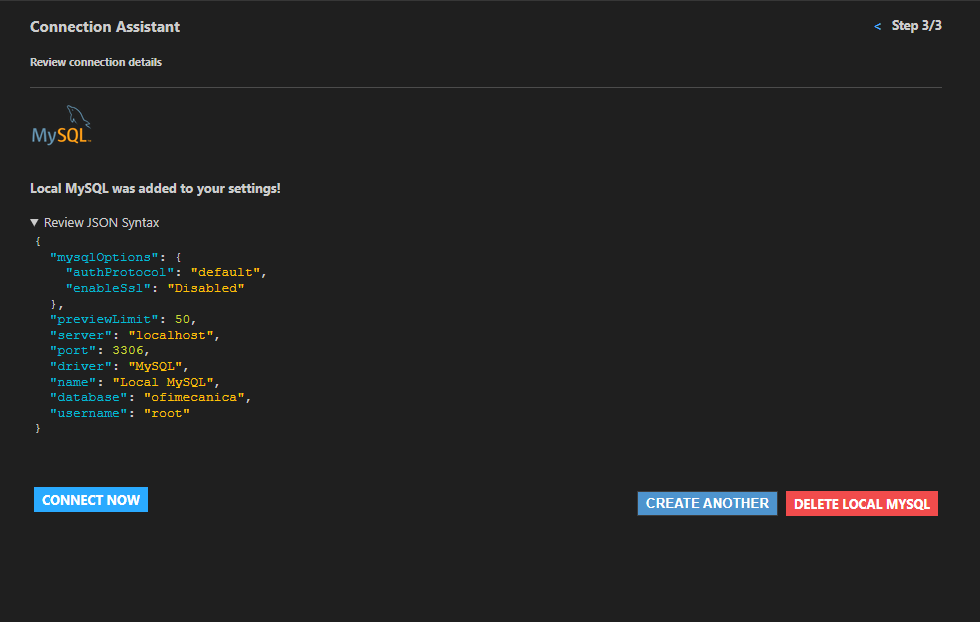 Connection Assistant
< Step 3/3
Review connection details
MySQL™
Local MySQL was added to your settings!
▼ Review JSON Syntax
{
  "mysqlOptions": {
    "authProtocol": "default",
    "enableSsl": "Disabled"
  },
  "previewLimit": 50,
  "server": "localhost",
  "port": 3306,
  "driver": "MySQL",
  "name": "Local MySQL",
  "database": "ofimecanica",
  "username": "root"
}
CONNECT NOW
CREATE ANOTHER
DELETE LOCAL MYSQL